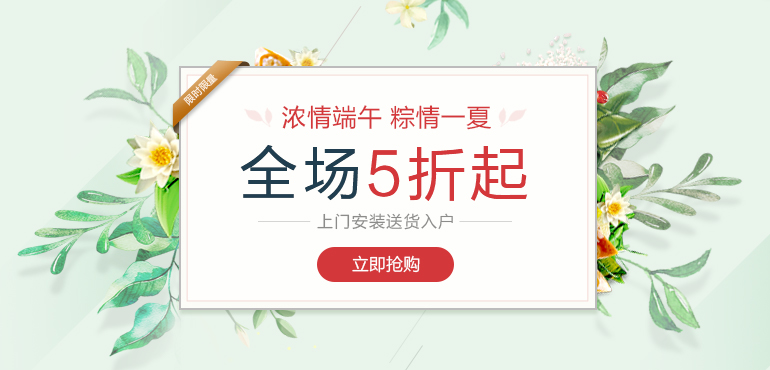 限时限量
浓情端午 粽情一夏
全场5折起
上门安装送货入户
立即抢购